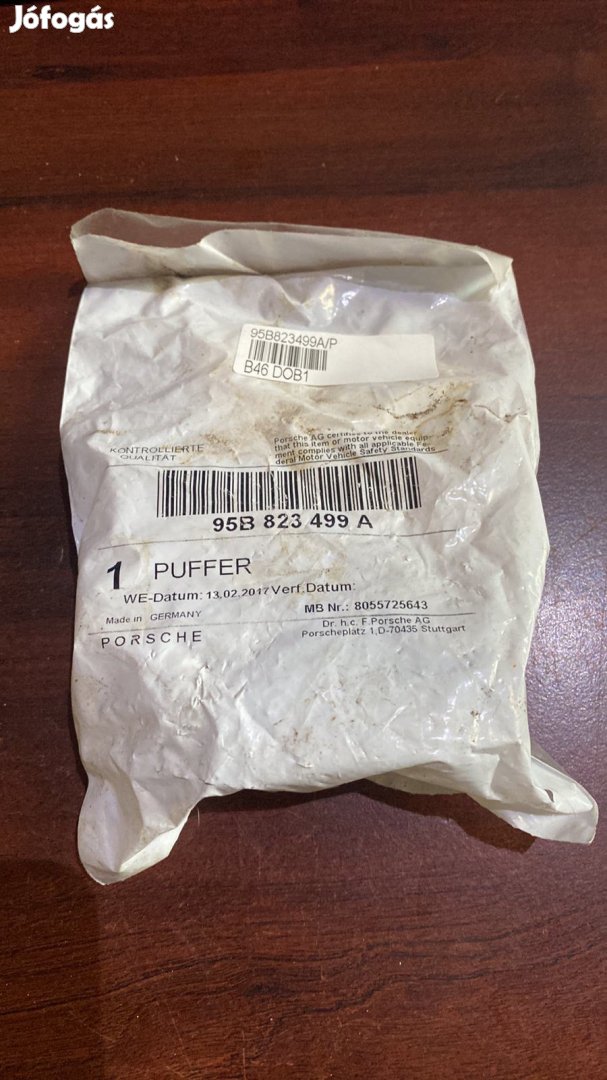 Jófogás
95B823499A/P
B46 DOB1
KONTROLLIERTE
QUALITÄT
Porsche AG certifies to the dealer
that this item or motor vehicle equip-
ment complies with all applicable Fe-
deral Motor Vehicle Safety Standards
95B 823 499 A
1 PUFFER
WE-Datum: 13.02.2017 Verf.Datum:
Made in GERMANY
MB Nr.: 8055725643
PORSCHE
Dr. h.c. F.Porsche AG
Porscheplatz 1,D-70435 Stuttgart